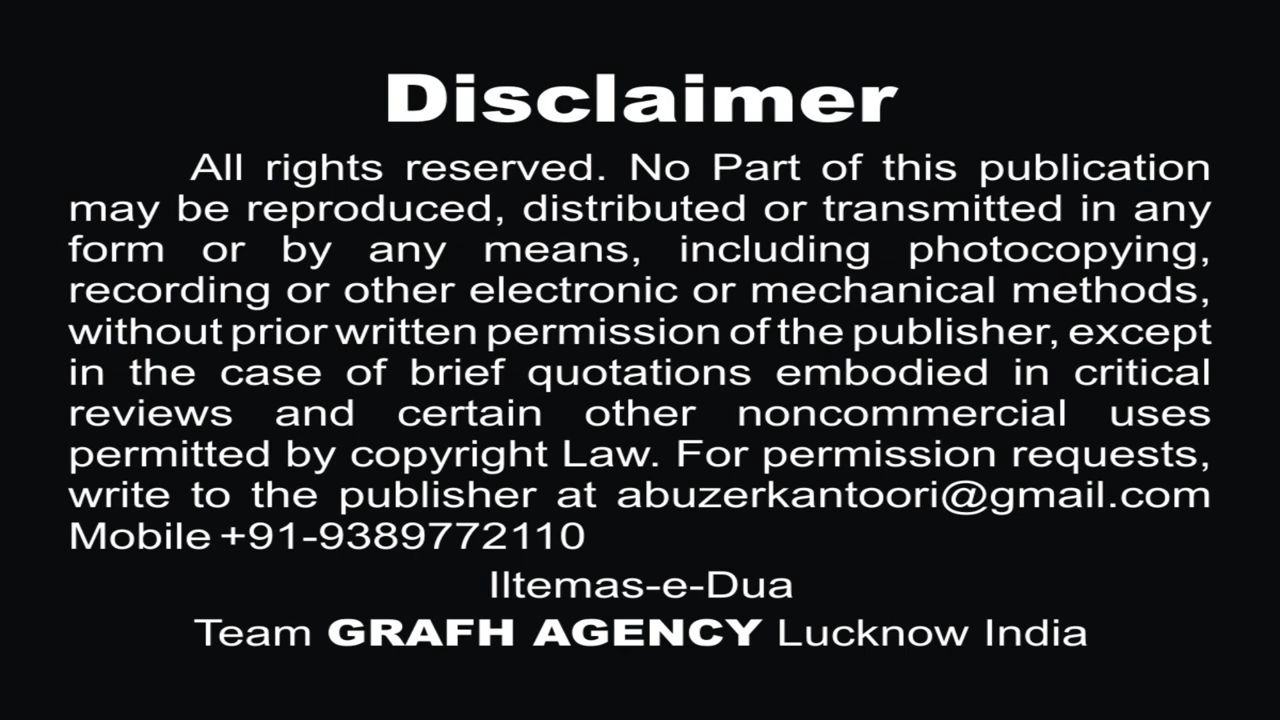 Disclaimer
All rights reserved. No Part of this publication
may be reproduced, distributed or transmitted in any
form or by any means, including photocopying,
recording or other electronic or mechanical methods,
without prior written permission of the publisher, except
in the case of brief quotations embodied in critical
reviews and certain other noncommercial uses
permitted by copyright Law. For permission requests,
write to the publisher at abuzerkantoori@gmail.com
Mobile +91-9389772110
Iltemas-e-Dua
Team GRAFH AGENCY Lucknow India